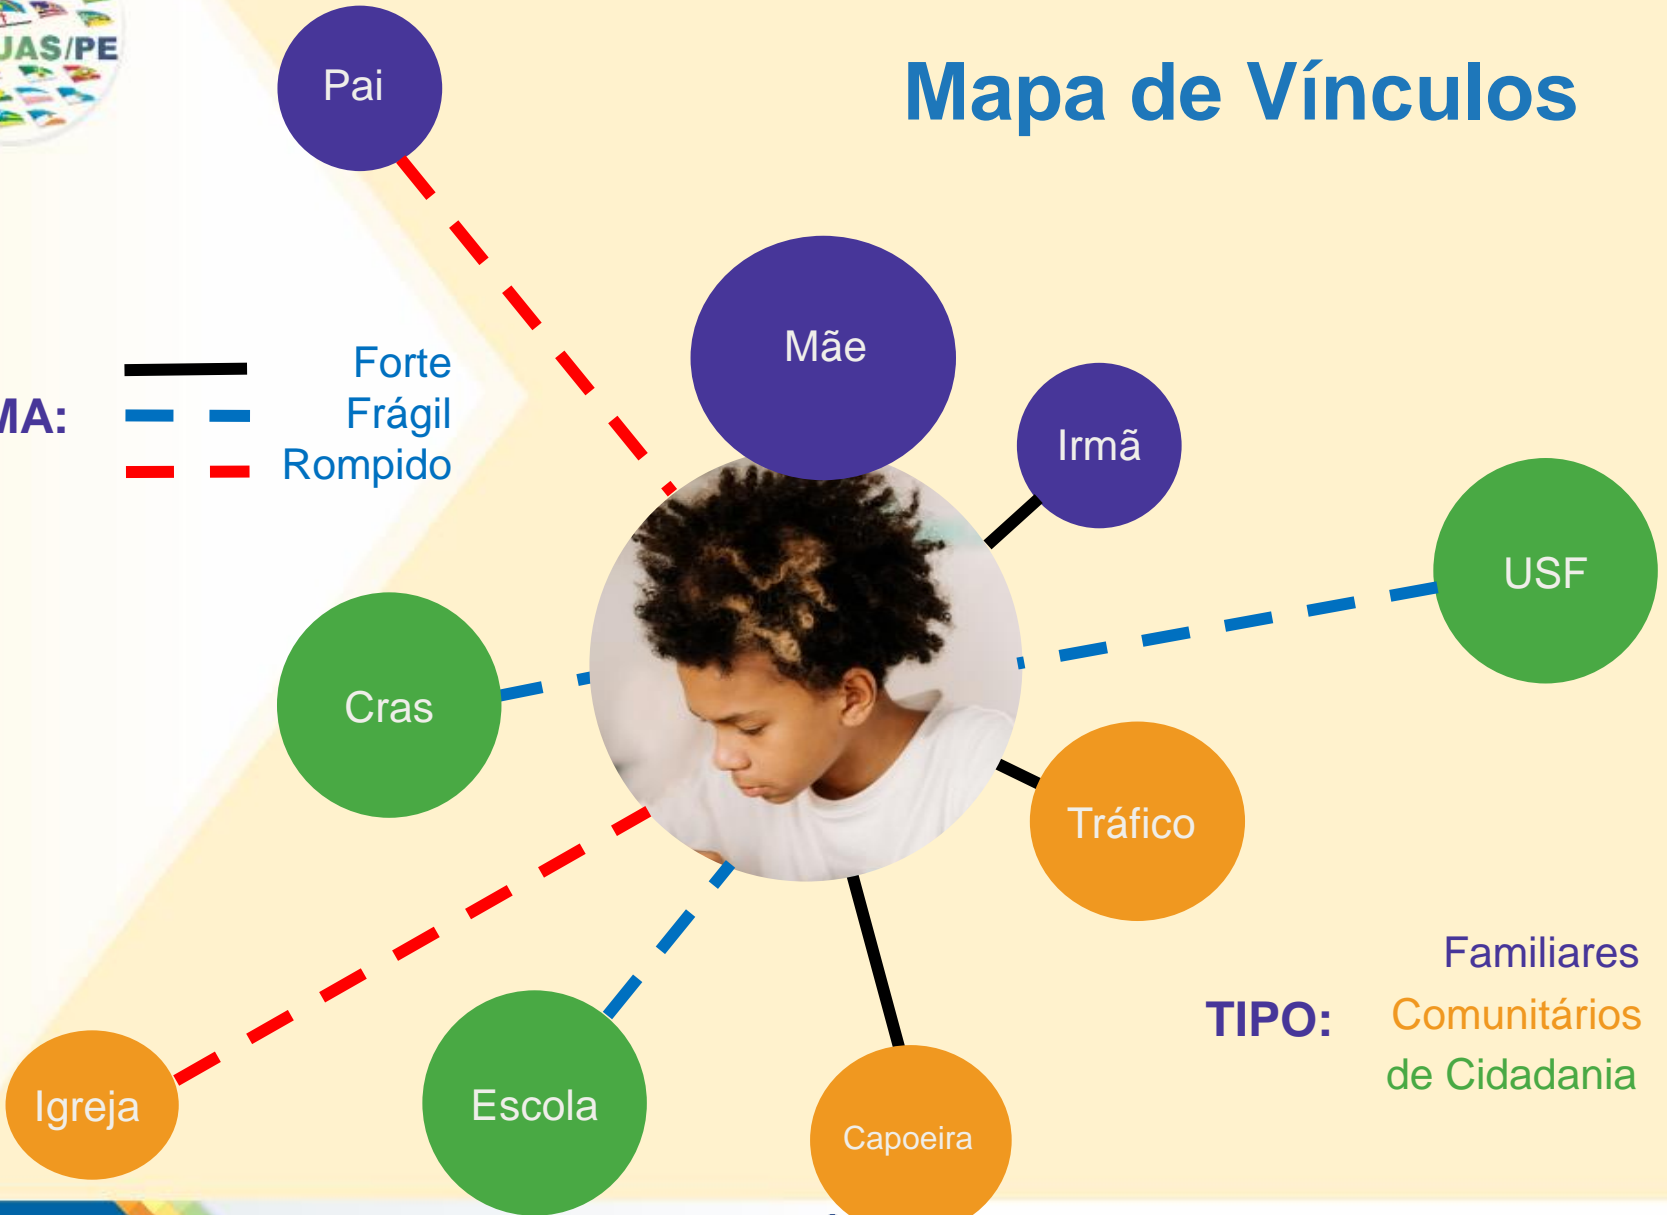 UAS/PE
Mapa de Vínculos
Pai
Mãe
Irmã
Forte
Frágil
Rompido
MA:
USF
Cras
Tráfico
Familiares
TIPO:
Comunitários
de Cidadania
Igreja
Escola
Capoeira